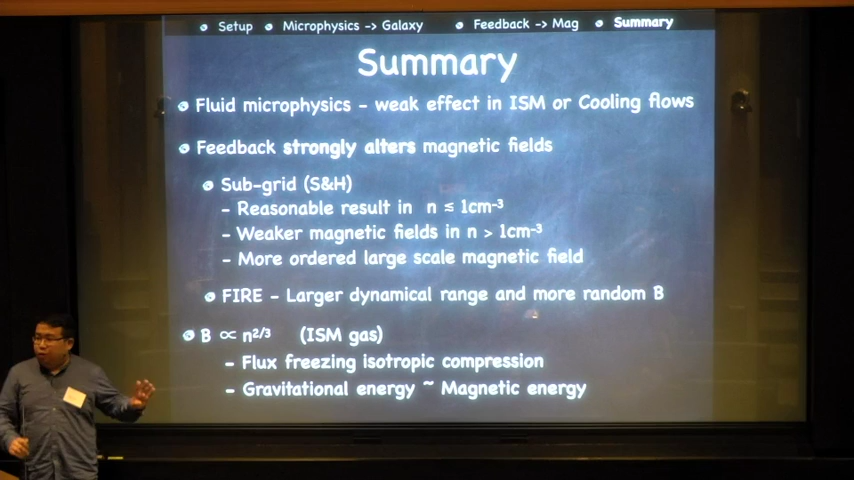 Setup Microphysics -> Galaxy Feedback -> Mag Summary
Summary
Fluid microphysics - weak effect in ISM or Cooling flows
Feedback strongly alters magnetic fields
Sub-grid (S&H)
- Reasonable result in n ≤ 1cm⁻³
- Weaker magnetic fields in n > 1cm⁻³
- More ordered large scale magnetic field
FIRE - Larger dynamical range and more random B
B ∝ n²/³ (ISM gas)
- Flux freezing isotropic compression
- Gravitational energy ~ Magnetic energy